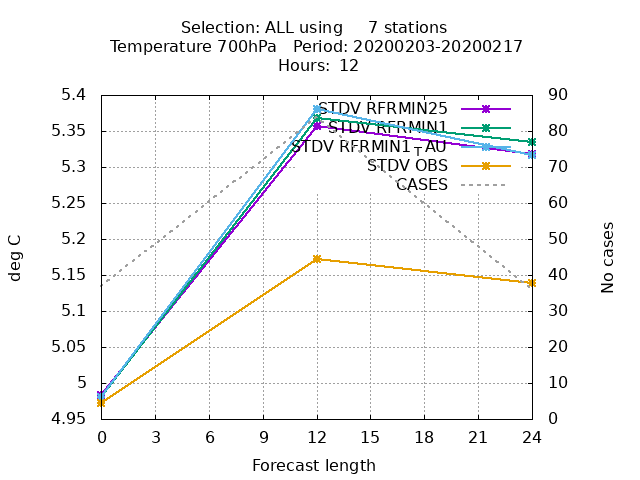 Selection: ALL using     7 stations
Temperature 700hPa   Period: 20200203-20200217
Hours:  12
5.4
5.35
5.3
5.25
5.2
5.15
5.1
5.05
5
4.95
deg C
90
80
70
60
50
40
30
20
10
0
No cases
STDV RFRMIN25
STDV RFRMIN1
STDV RFRMIN1TAU
STDV OBS
CASES
0 3 6 9 12 15 18 21 24
Forecast length